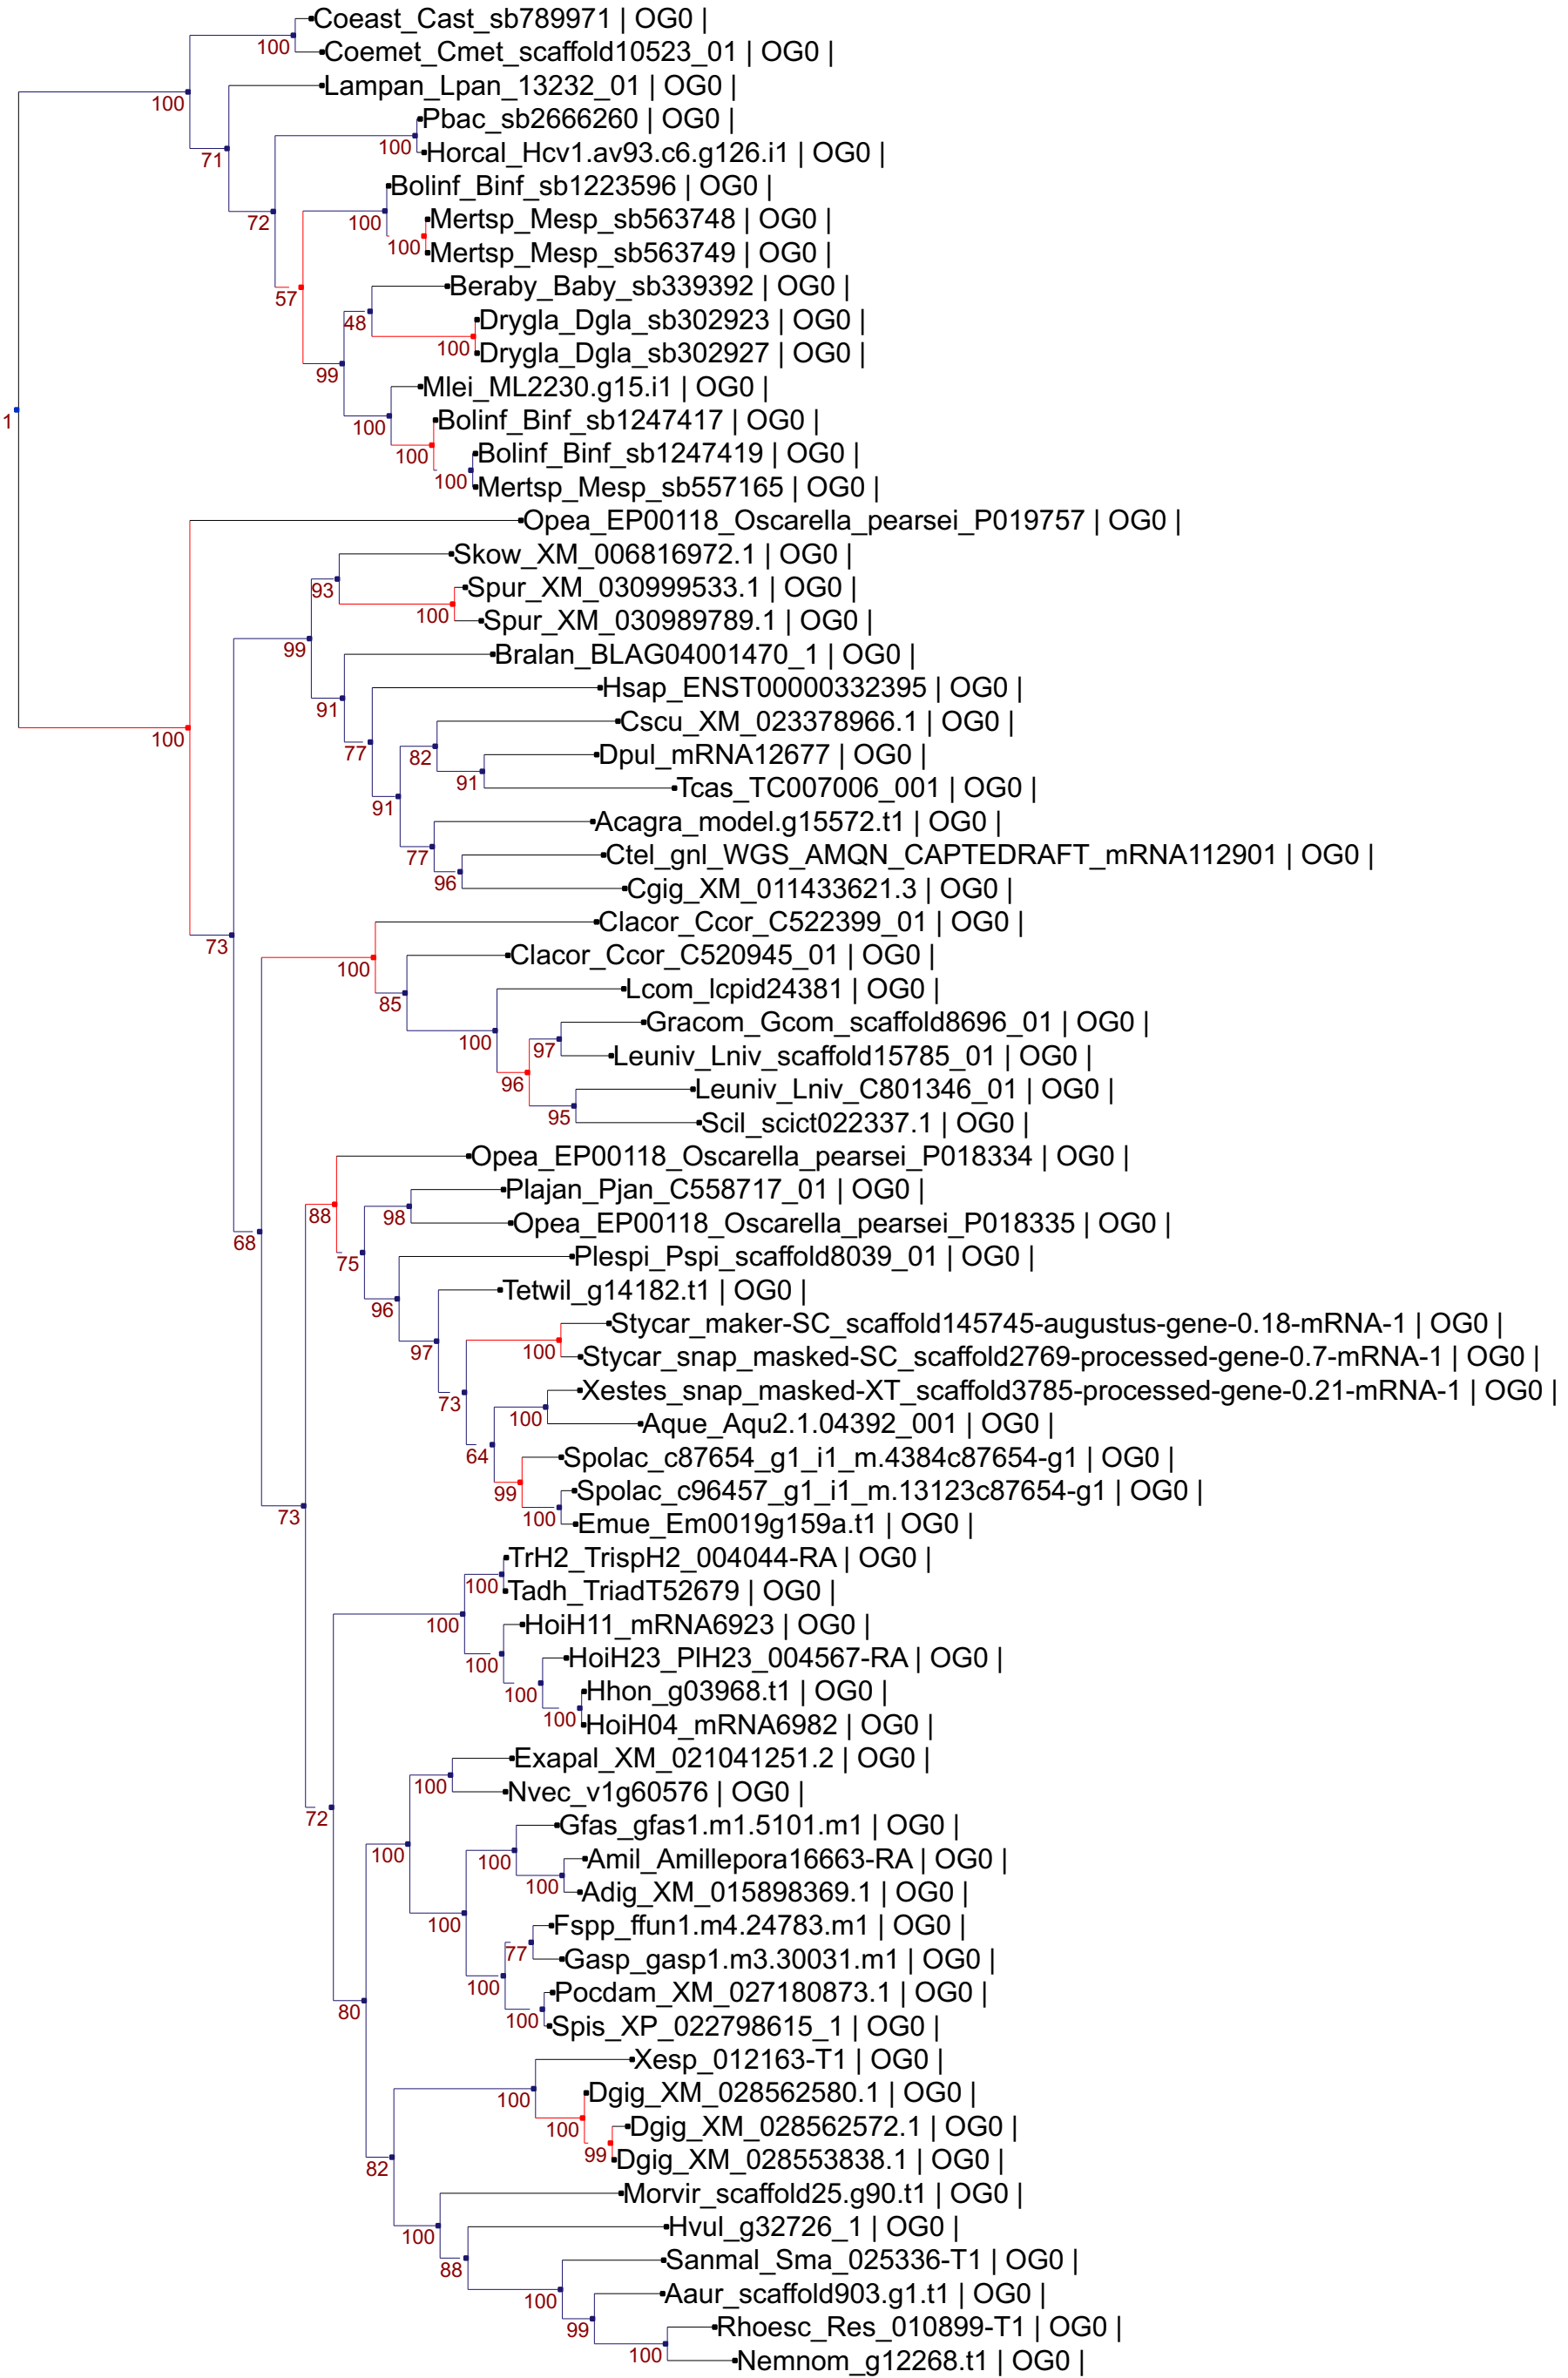 Coeast_Cast_sb789971 | OG0 |
100
Coemet_Cmet_scaffold10523_01 | OG0 |
Lampan_Lpan_13232_01 | OG0 |
100
Pbac_sb2666260 | OG0 |
100
Horcal_Hcv1.av93.c6.g126.i1 | OG0 |
71
Bolinf_Binf_sb1223596 | OG0 |
72
100
Mertsp_Mesp_sb563748 | OG0 |
100
Mertsp_Mesp_sb563749 | OG0 |
Beraby_Baby_sb339392 | OG0 |
57
48
Drygla_Dgla_sb302923 | OG0 |
100
Drygla_Dgla_sb302927 | OG0 |
99
Mlei_ML2230.g15.i1 | OG0 |
1
Bolinf_Binf_sb1247417 | OG0 |
100
Bolinf_Binf_sb1247419 | OG0 |
100
100
Mertsp_Mesp_sb557165 | OG0 |
Opea_EP00118_Oscarella_pearsei_P019757 | OG0 |
Skow_XM_006816972.1 | OG0 |
93
Spur_XM_030999533.1 | OG0 |
100
Spur_XM_030989789.1 | OG0 |
99
Bralan_BLAG04001470_1 | OG0 |
Hsap_ENST00000332395 | OG0 |
91
Cscu_XM_023378966.1 | OG0 |
100
77
82
Dpul_mRNA12677 | OG0 |
91
Tcas_TC007006_001 | OG0 |
91
Acagra_model.g15572.t1 | OG0 |
77
Ctel_gnl_WGS_AMQN_CAPTEDRAFT_mRNA112901 | OG0 |
96
Cgig_XM_011433621.3 | OG0 |
Clacor_Ccor_C522399_01 | OG0 |
73
Clacor_Ccor_C520945_01 | OG0 |
100
Lcom_lcpid24381 | OG0 |
85
Gracom_Gcom_scaffold8696_01 | OG0 |
100
97
Leuniv_Lniv_scaffold15785_01 | OG0 |
96
Leuniv_Lniv_C801346_01 | OG0 |
95
Scil_scict022337.1 | OG0 |
Opea_EP00118_Oscarella_pearsei_P018334 | OG0 |
Plajan_Pjan_C558717_01 | OG0 |
88
98
Opea_EP00118_Oscarella_pearsei_P018335 | OG0 |
68
Plespi_Pspi_scaffold8039_01 | OG0 |
75
Tetwil_g14182.t1 | OG0 |
96
Stycar_maker-SC_scaffold145745-augustus-gene-0.18-mRNA-1 | OG0 |
97
100
Stycar_snap_masked-SC_scaffold2769-processed-gene-0.7-mRNA-1 | OG0 |
Xestes_snap_masked-XT_scaffold3785-processed-gene-0.21-mRNA-1 | OG0 |
73
100
Aque_Aqu2.1.04392_001 | OG0 |
64
Spolac_c87654_g1_i1_m.4384c87654-g1 | OG0 |
99
Spolac_c96457_g1_i1_m.13123c87654-g1 | OG0 |
73
100
Emue_Em0019g159a.t1 | OG0 |
TrH2_TrispH2_004044-RA | OG0 |
100
Tadh_TriadT52679 | OG0 |
100
HoiH11_mRNA6923 | OG0 |
100
HoiH23_PlH23_004567-RA | OG0 |
100
Hhon_g03968.t1 | OG0 |
100
HoiH04_mRNA6982 | OG0 |
Exapal_XM_021041251.2 | OG0 |
100
Nvec_v1g60576 | OG0 |
72
Gfas_gfas1.m1.5101.m1 | OG0 |
100
100
Amil_Amillepora16663-RA | OG0 |
100
Adig_XM_015898369.1 | OG0 |
100
Fspp_ffun1.m4.24783.m1 | OG0 |
77
Gasp_gasp1.m3.30031.m1 | OG0 |
100
Pocdam_XM_027180873.1 | OG0 |
80
100
Spis_XP_022798615_1 | OG0 |
Xesp_012163-T1 | OG0 |
100
Dgig_XM_028562580.1 | OG0 |
100
Dgig_XM_028562572.1 | OG0 |
99
Dgig_XM_028553838.1 | OG0 |
82
Morvir_scaffold25.g90.t1 | OG0 |
100
Hvul_g32726_1 | OG0 |
88
Sanmal_Sma_025336-T1 | OG0 |
100
Aaur_scaffold903.g1.t1 | OG0 |
99
Rhoesc_Res_010899-T1 | OG0 |
100
Nemnom_g12268.t1 | OG0 |